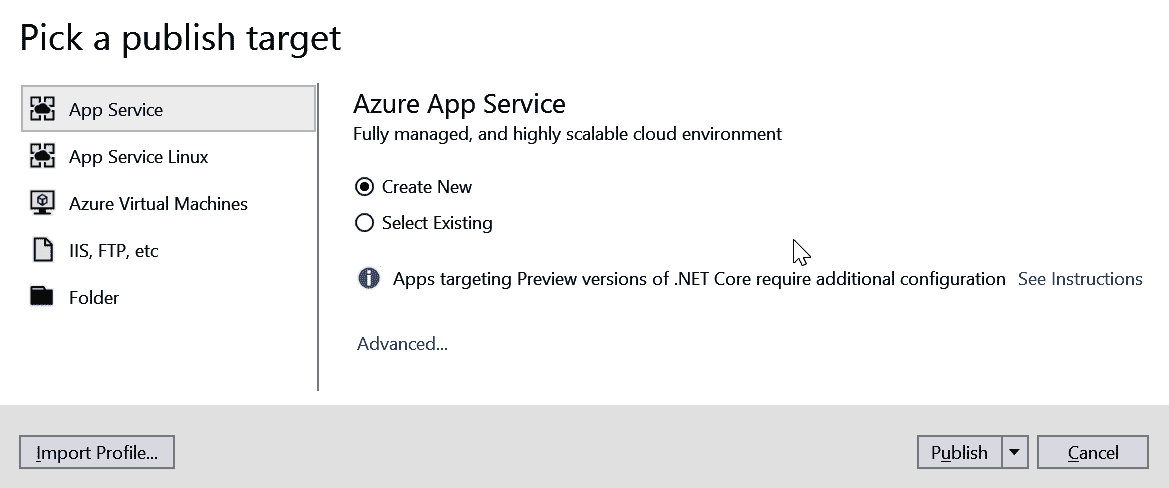 Pick a publish target
App Service
App Service Linux
Azure Virtual Machines
IIS, FTP, etc
Folder
Azure App Service
Fully managed, and highly scalable cloud environment
Create New
Select Existing
Apps targeting Preview versions of .NET Core require additional configuration See Instructions
Advanced...
Import Profile... Publish Cancel